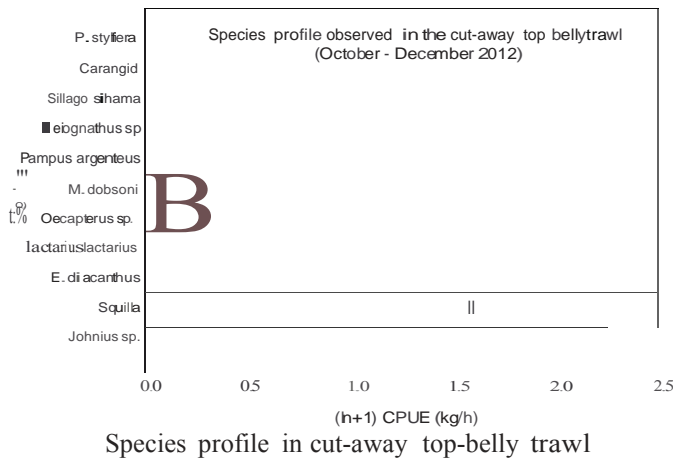 P. stylifera
Species profile observed in the cut-away top bellytrawl
(October - December 2012)
Carangid
Sillago sihama
■eiognathus sp
Pampus argenteus
M. dobsoni
B
Oecapterus sp.
lactarius lactarius
E. diacanthus
Squilla
||
Johnius sp.
0.0 0.5 1.0 1.5 2.0 2.5
(ln+1) CPUE (kg/h)
Species profile in cut-away top-belly trawl